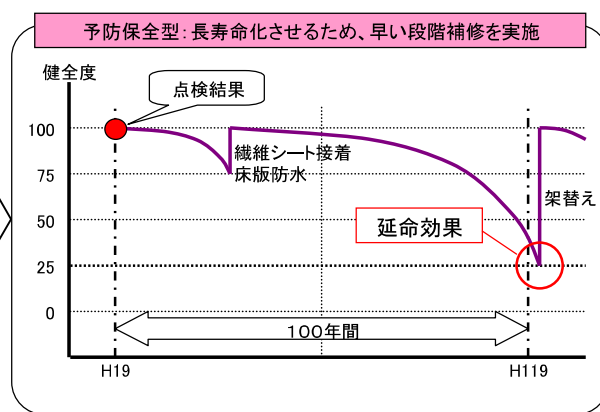 予防保全型：長寿命化させるため、早い段階補修を実施
健全度
点検結果
100
75
50
25
0
繊維シート接着
床版防水
架替え
延命効果
100年間
H19
H119